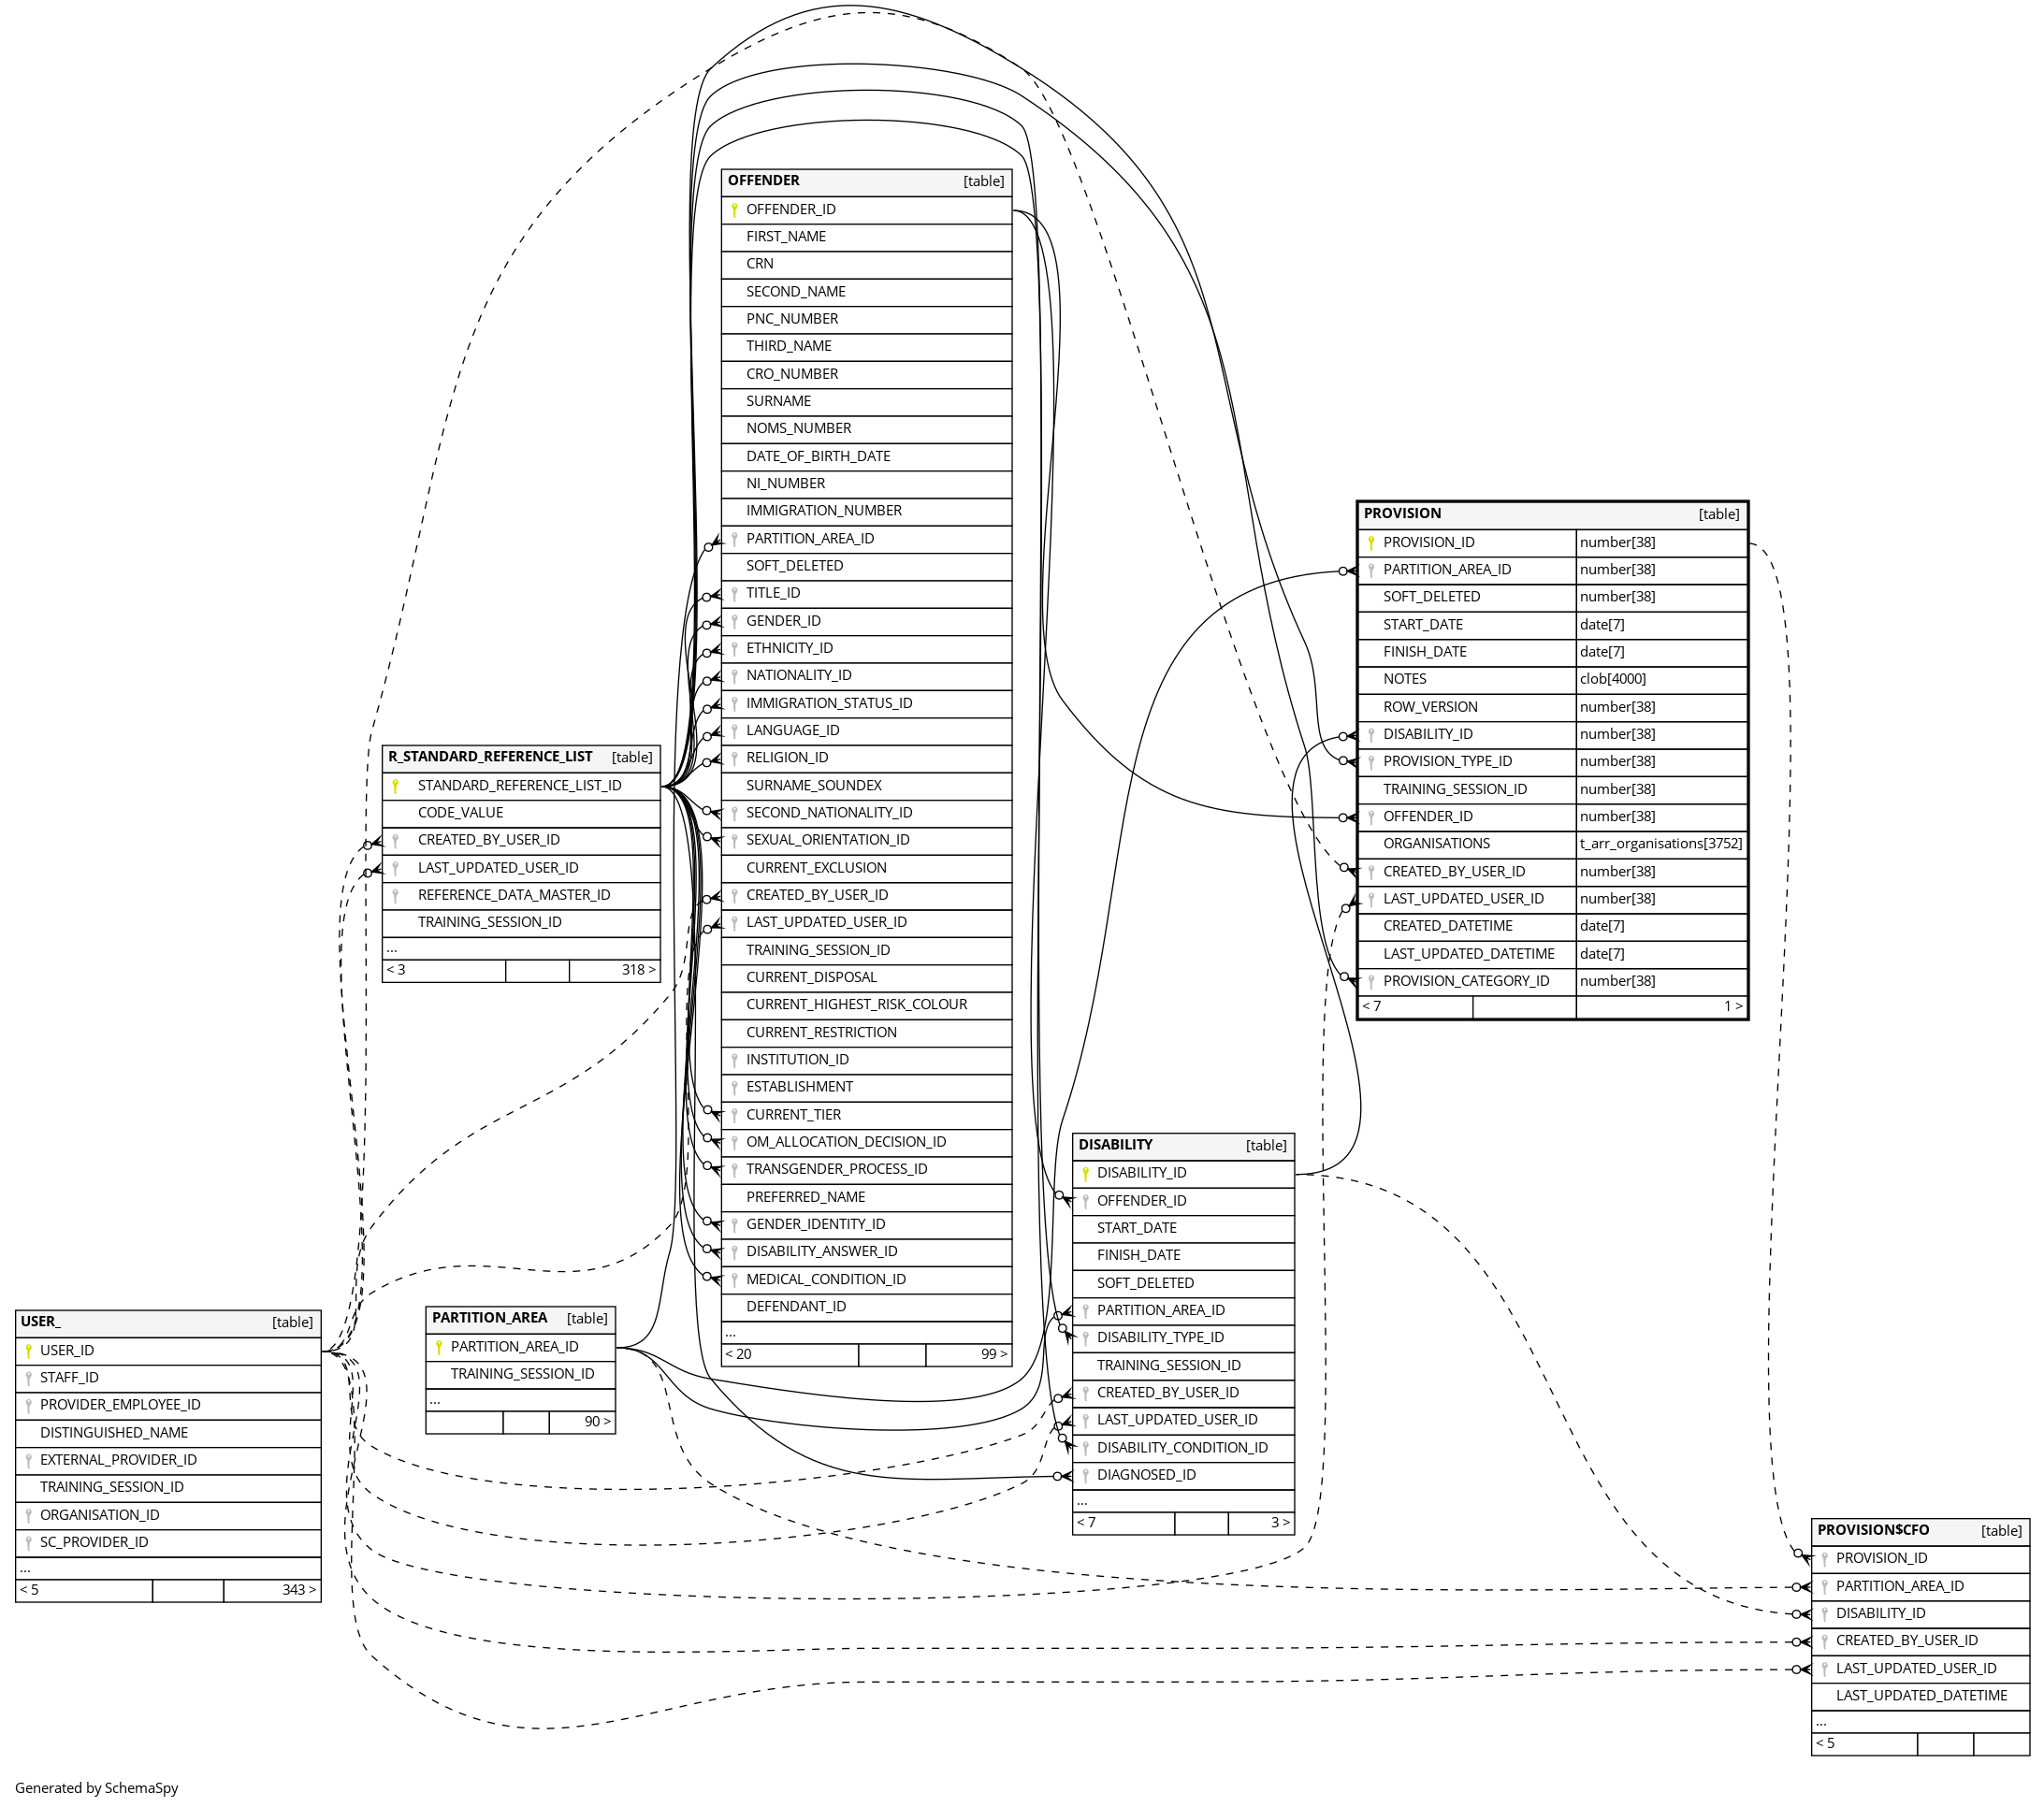 OFFENDER [table]
OFFENDER_ID
FIRST_NAME
CRN
SECOND_NAME
PNC_NUMBER
THIRD_NAME
CRO_NUMBER
SURNAME
NOMS_NUMBER
DATE_OF_BIRTH_DATE
NI_NUMBER
IMMIGRATION_NUMBER
PARTITION_AREA_ID
SOFT_DELETED
TITLE_ID
GENDER_ID
ETHNICITY_ID
NATIONALITY_ID
IMMIGRATION_STATUS_ID
LANGUAGE_ID
RELIGION_ID
SURNAME_SOUNDEX
SECOND_NATIONALITY_ID
SEXUAL_ORIENTATION_ID
CURRENT_EXCLUSION
CREATED_BY_USER_ID
LAST_UPDATED_USER_ID
TRAINING_SESSION_ID
CURRENT_DISPOSAL
CURRENT_HIGHEST_RISK_COLOUR
CURRENT_RESTRICTION
INSTITUTION_ID
ESTABLISHMENT
CURRENT_TIER
OM_ALLOCATION_DECISION_ID
TRANSGENDER_PROCESS_ID
PREFERRED_NAME
GENDER_IDENTITY_ID
DISABILITY_ANSWER_ID
MEDICAL_CONDITION_ID
DEFENDANT_ID
...
< 20 99 >
PROVISION [table]
PROVISION_ID number[38]
PARTITION_AREA_ID number[38]
SOFT_DELETED number[38]
START_DATE date[7]
FINISH_DATE date[7]
NOTES clob[4000]
ROW_VERSION number[38]
DISABILITY_ID number[38]
PROVISION_TYPE_ID number[38]
TRAINING_SESSION_ID number[38]
OFFENDER_ID number[38]
ORGANISATIONS t_arr_organisations[3752]
CREATED_BY_USER_ID number[38]
LAST_UPDATED_USER_ID number[38]
CREATED_DATETIME date[7]
LAST_UPDATED_DATETIME date[7]
PROVISION_CATEGORY_ID number[38]
< 7 1 >
R_STANDARD_REFERENCE_LIST [table]
STANDARD_REFERENCE_LIST_ID
CODE_VALUE
CREATED_BY_USER_ID
LAST_UPDATED_USER_ID
REFERENCE_DATA_MASTER_ID
TRAINING_SESSION_ID
...
< 3 318 >
DISABILITY [table]
DISABILITY_ID
OFFENDER_ID
START_DATE
FINISH_DATE
SOFT_DELETED
PARTITION_AREA_ID
DISABILITY_TYPE_ID
TRAINING_SESSION_ID
CREATED_BY_USER_ID
LAST_UPDATED_USER_ID
DISABILITY_CONDITION_ID
DIAGNOSED_ID
...
< 7 3 >
USER_ [table]
USER_ID
STAFF_ID
PROVIDER_EMPLOYEE_ID
DISTINGUISHED_NAME
EXTERNAL_PROVIDER_ID
TRAINING_SESSION_ID
ORGANISATION_ID
SC_PROVIDER_ID
...
< 5 343 >
PARTITION_AREA [table]
PARTITION_AREA_ID
TRAINING_SESSION_ID
...
90 >
PROVISION$CFO [table]
PROVISION_ID
PARTITION_AREA_ID
DISABILITY_ID
CREATED_BY_USER_ID
LAST_UPDATED_USER_ID
LAST_UPDATED_DATETIME
...
< 5
Generated by SchemaSpy